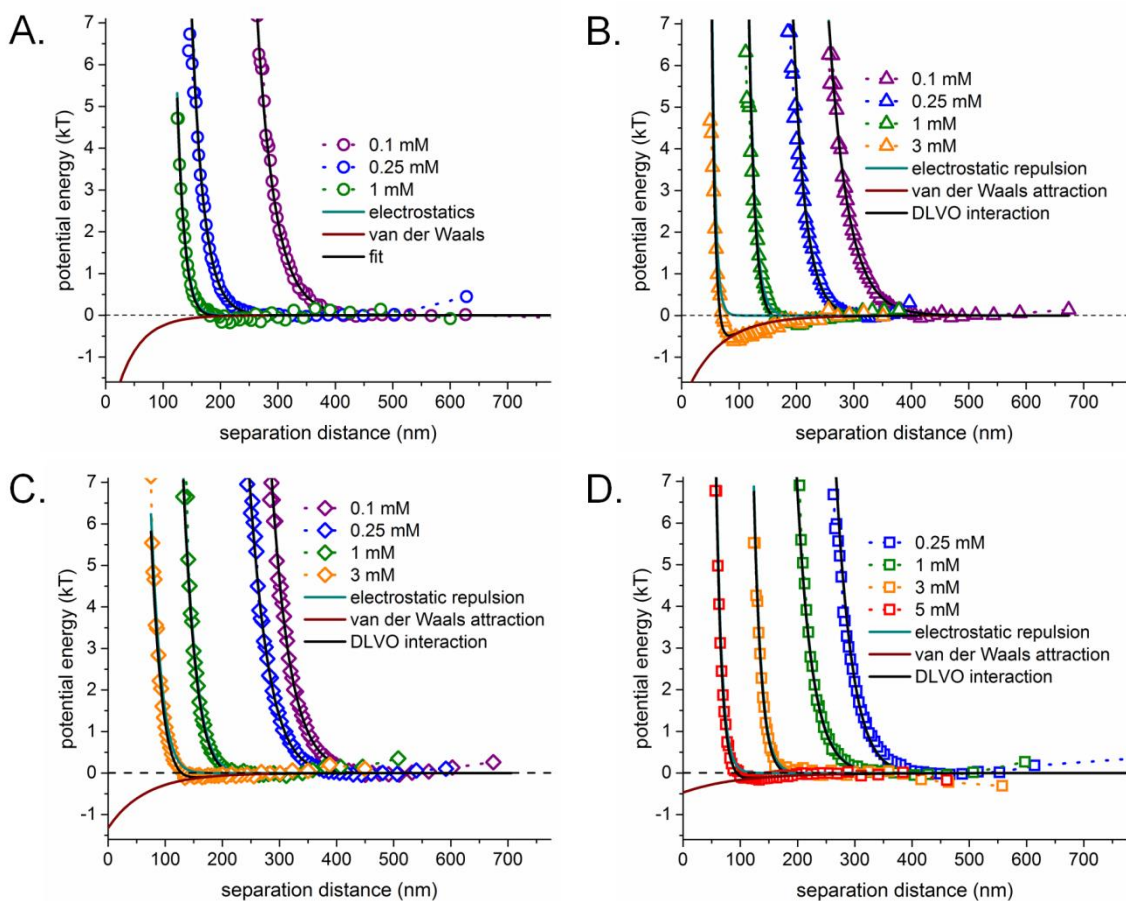 A.
7
6
5
4
3
2
1
0
-1
potential energy (kT)
0.1 mM
0.25 mM
1 mM
electrostatics
van der Waals
fit
0 100 200 300 400 500 600 700
separation distance (nm)
B.
7
6
5
4
3
2
1
0
-1
potential energy (kT)
0.1 mM
0.25 mM
1 mM
3 mM
electrostatic repulsion
van der Waals attraction
DLVO interaction
0 100 200 300 400 500 600 700
separation distance (nm)
C.
7
6
5
4
3
2
1
0
-1
potential energy (kT)
0.1 mM
0.25 mM
1 mM
3 mM
electrostatic repulsion
van der Waals attraction
DLVO interaction
0 100 200 300 400 500 600 700
separation distance (nm)
D.
7
6
5
4
3
2
1
0
-1
potential energy (kT)
0.25 mM
1 mM
3 mM
5 mM
electrostatic repulsion
van der Waals attraction
DLVO interaction
0 100 200 300 400 500 600 700
separation distance (nm)